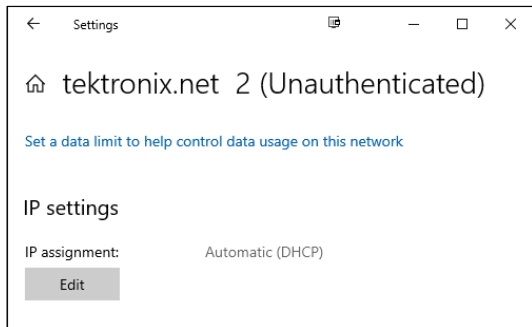 Settings
tektronix.net 2 (Unauthenticated)
Set a data limit to help control data usage on this network
IP settings
IP assignment: Automatic (DHCP)
Edit